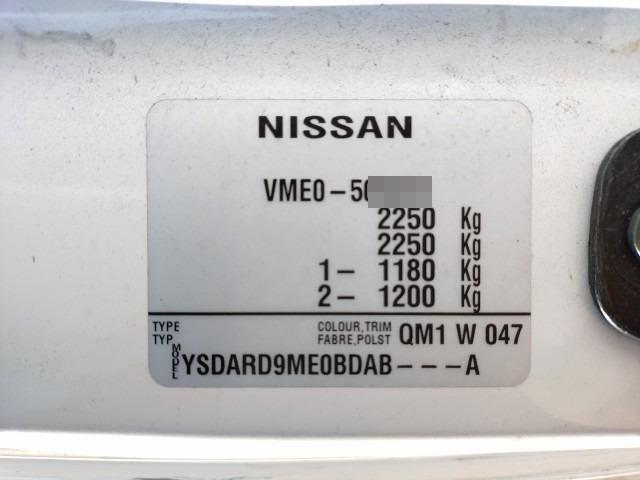 NISSAN
VME0-50
2250 Kg
2250 Kg
1- 1180 Kg
2- 1200 Kg
TYPE
TYP
COLOUR,TRIM
FABRE,POLST
QM1 W 047
MODEL
YSDARD9ME0BDAB---A